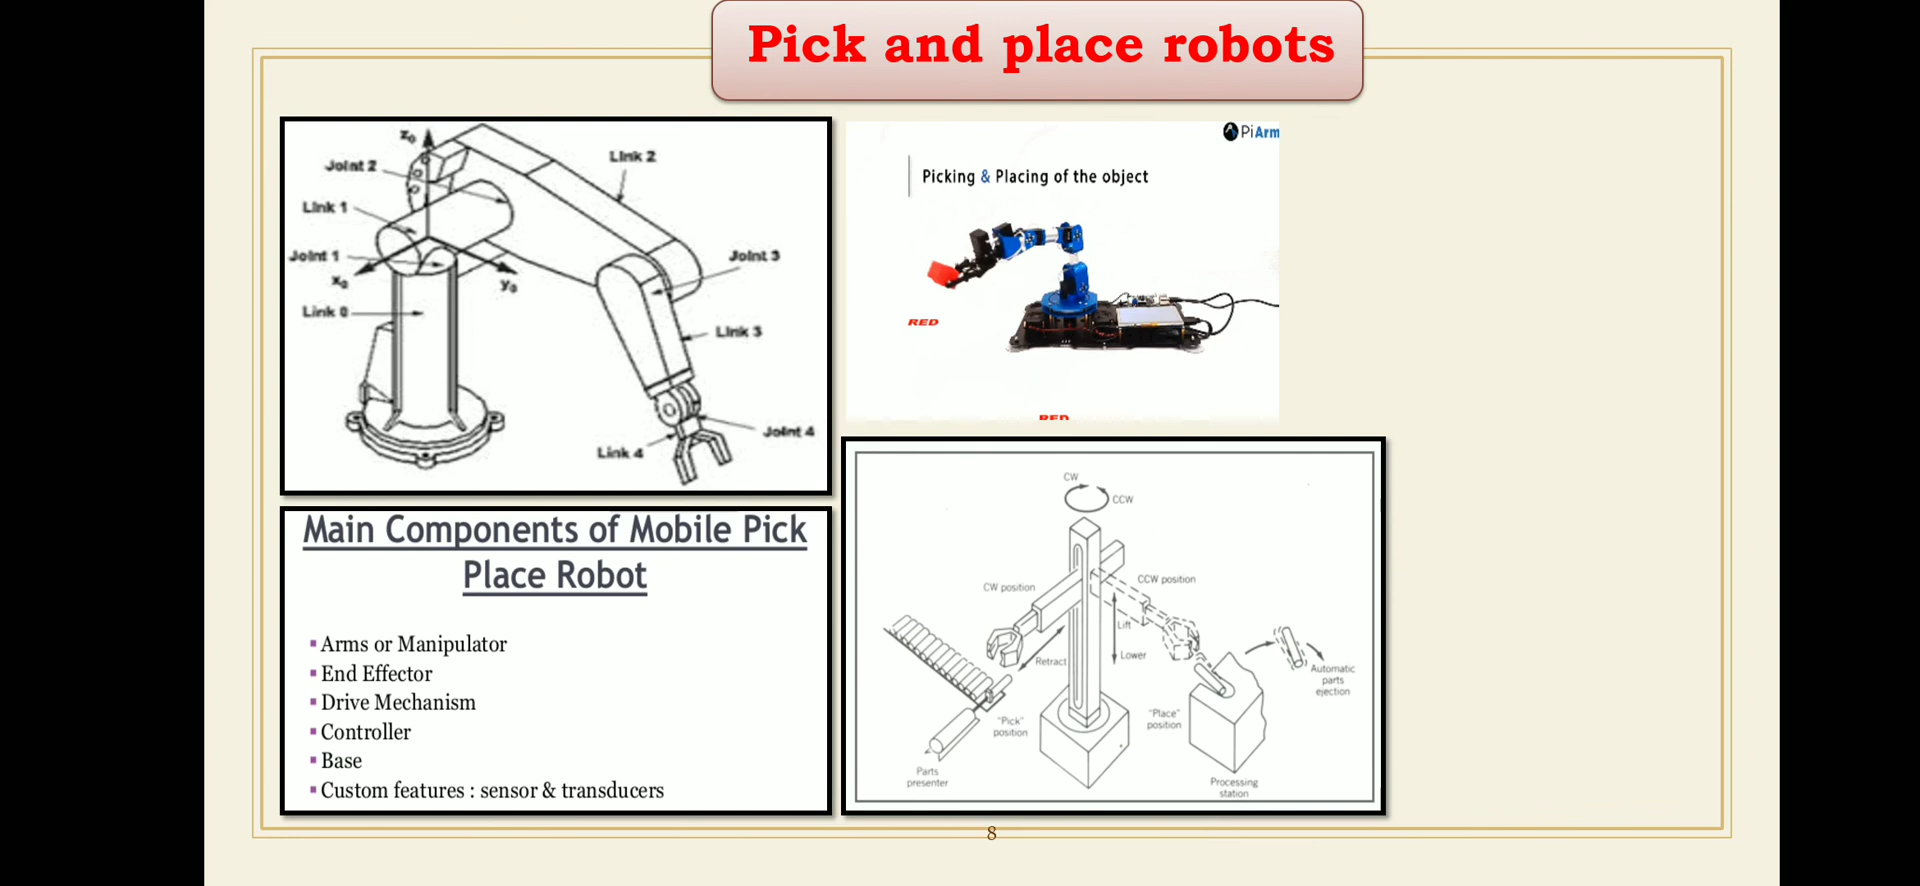 Pick and place robots
z₀
Joint 2
Link 2
Link 1
Joint 1
Joint 3
x₀
y₀
Link 0
Link 3
Joint 4
Link 4
PiArm
Picking & Placing of the object
RED
RED
Main Components of Mobile Pick
Place Robot
▪ Arms or Manipulator
▪ End Effector
▪ Drive Mechanism
▪ Controller
▪ Base
▪ Custom features : sensor & transducers
CW
CCW
CW position
CCW position
Lift
Lower
Retract
"Pick"
position
"Place"
position
Automatic
parts
ejection
Parts
presenter
Processing
station
8